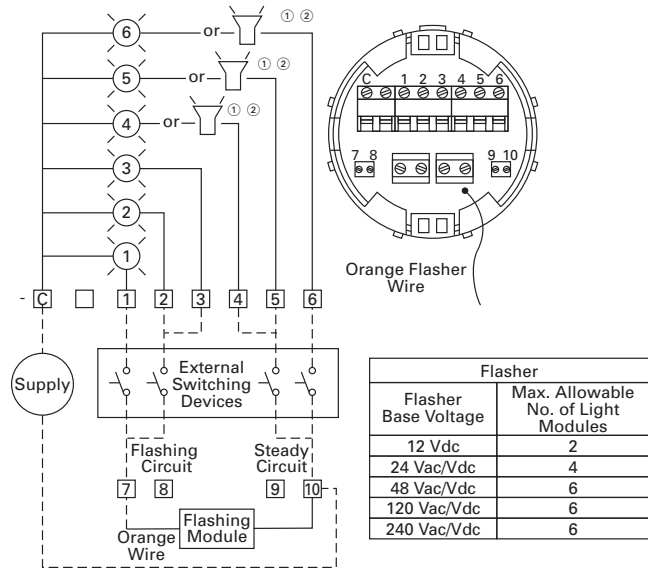 6 or ① ②
5 or ① ②
4 or ① ②
3
2
1
- C 1 2 3 4 5 6
Supply
External
Switching
Devices
Flashing
Circuit
Steady
Circuit
7 8 9 10
Flashing
Module
Orange
Wire
C 1 2 3 4 5 6
7 8 9 10
Orange Flasher
Wire
Flasher
Flasher
Base Voltage
Max. Allowable
No. of Light
Modules
12 Vdc 2
24 Vac/Vdc 4
48 Vac/Vdc 6
120 Vac/Vdc 6
240 Vac/Vdc 6